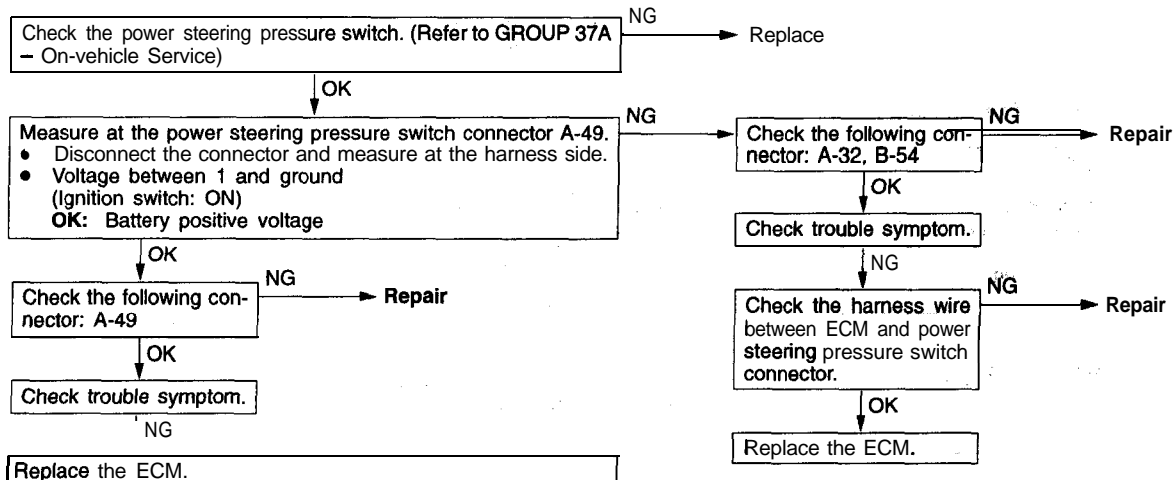 Check the power steering pressure switch. (Refer to GROUP 37A
– On-vehicle Service)
NG
Replace
OK
Measure at the power steering pressure switch connector A-49.
● Disconnect the connector and measure at the harness side.
● Voltage between 1 and ground
(Ignition switch: ON)
OK: Battery positive voltage
NG
Check the following con-
nector: A-32, B-54
NG
Repair
OK
Check trouble symptom.
NG
Check the harness wire
between ECM and power
steering pressure switch
connector.
NG
Repair
OK
Replace the ECM.
OK
Check the following con-
nector: A-49
NG
Repair
OK
Check trouble symptom.
NG
Replace the ECM.